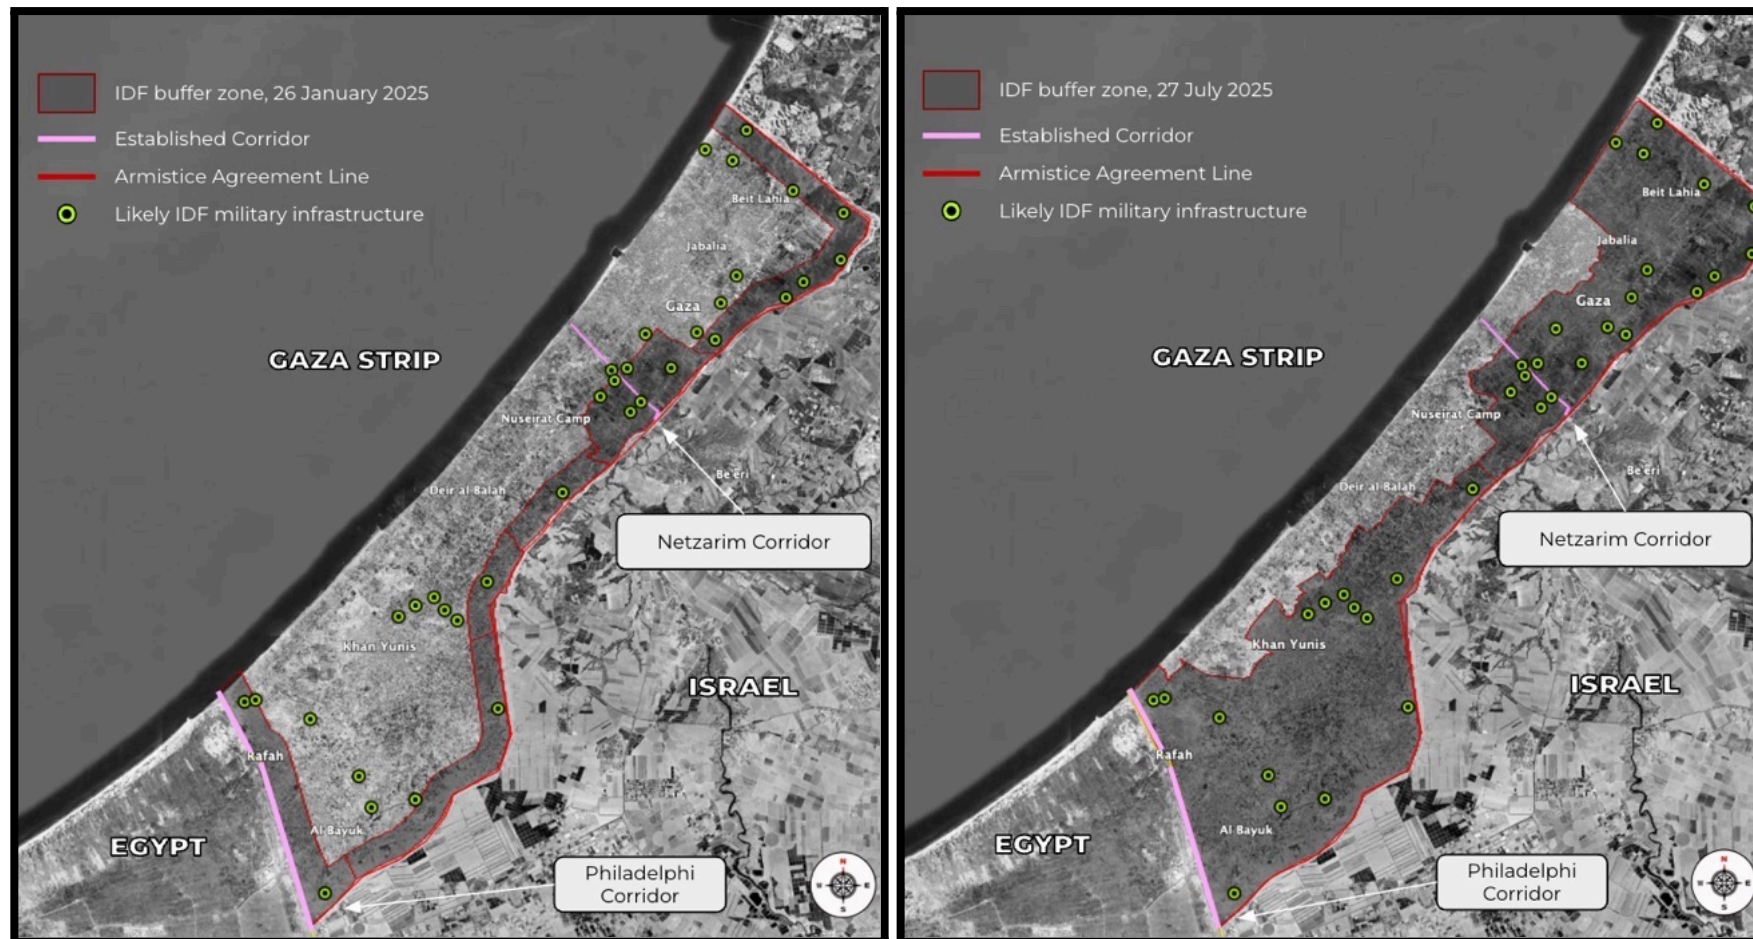 IDF buffer zone, 26 January 2025
Established Corridor
Armistice Agreement Line
Likely IDF military infrastructure
Beit Lahia
Jabalia
Gaza
GAZA STRIP
Nuseirat Camp
Be'eri
Deir al Balah
Netzarim Corridor
Khan Yunis
ISRAEL
Rafah
Al Bayuk
EGYPT
Philadelphi
Corridor
N
W
E
S
IDF buffer zone, 27 July 2025
Established Corridor
Armistice Agreement Line
Likely IDF military infrastructure
Beit Lahia
Jabalia
Gaza
GAZA STRIP
Nuseirat Camp
Be'eri
Deir al Balah
Netzarim Corridor
Khan Yunis
ISRAEL
Rafah
Al Bayuk
EGYPT
Philadelphi
Corridor
N
W
E
S